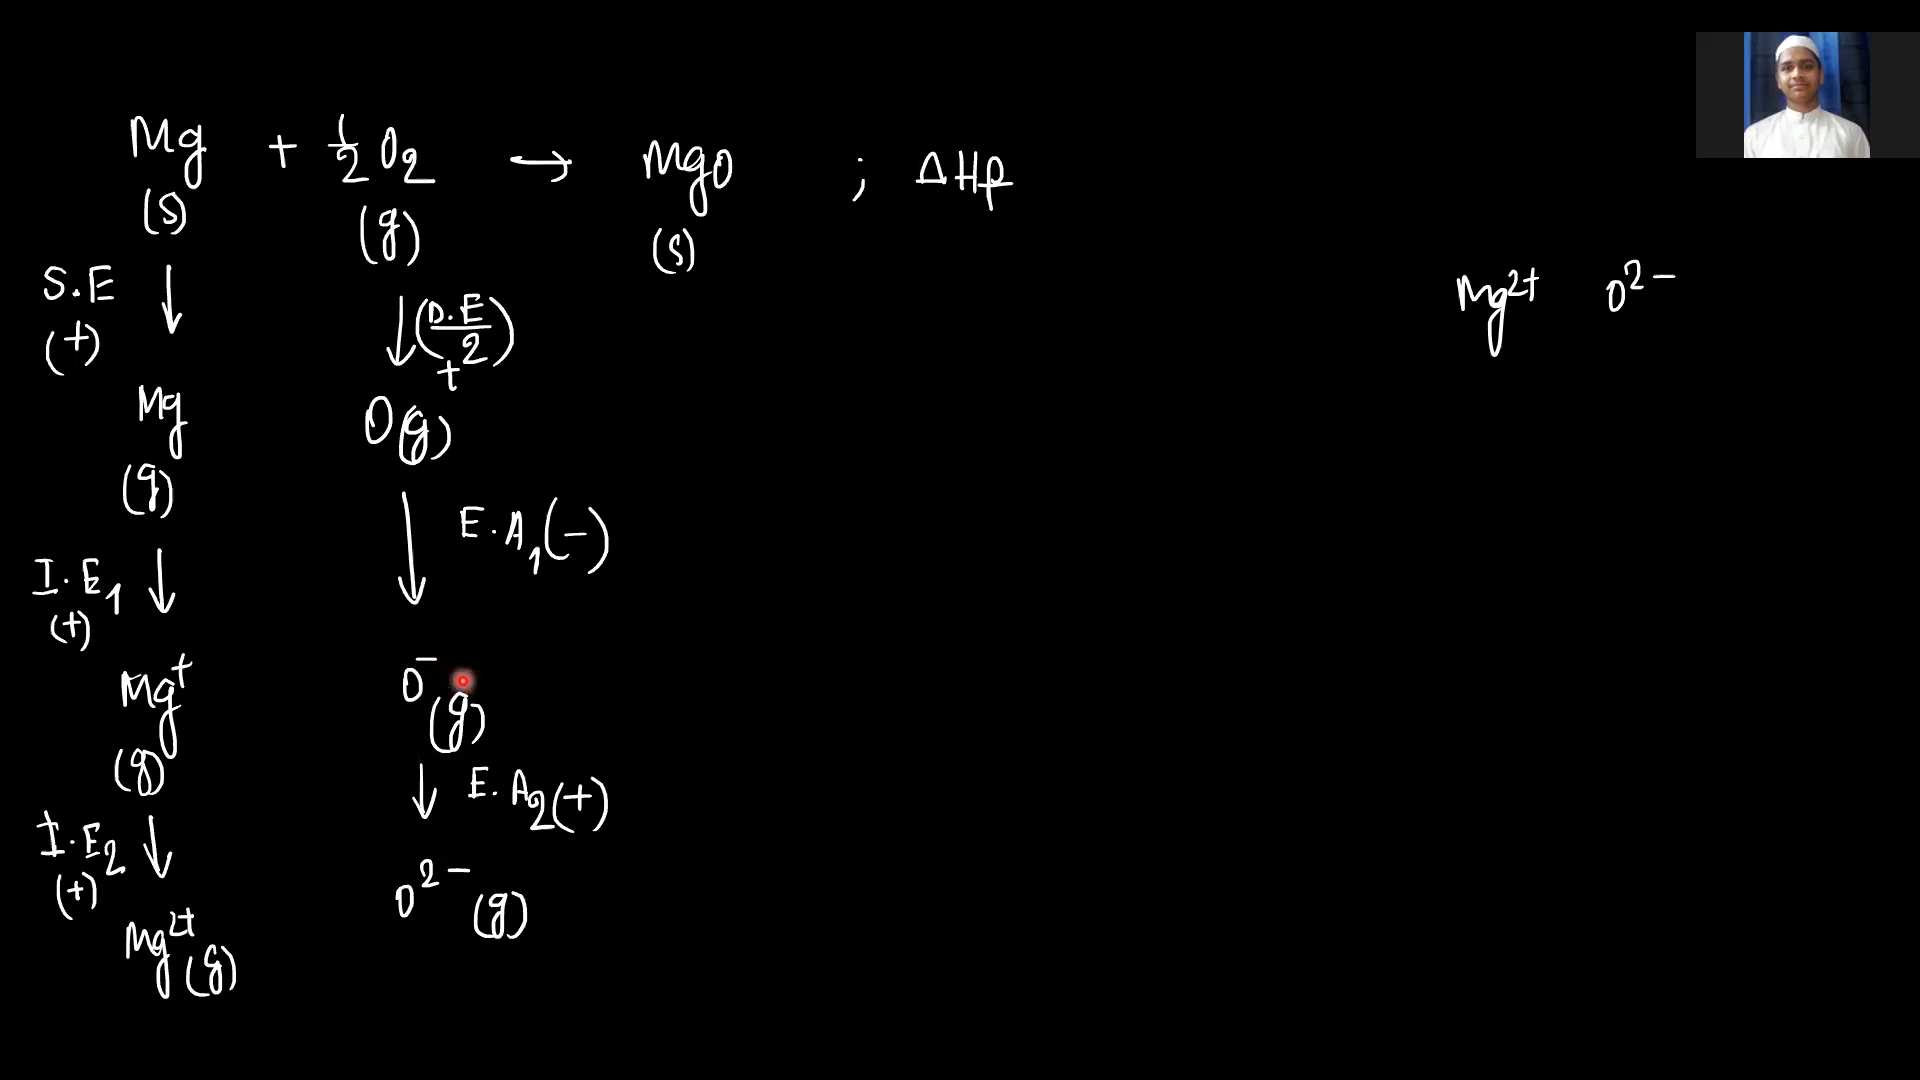 Mg + 1/2 O2 → MgO ; ΔHf
(s) (g) (s)
Mg2+ O2−
S.E ↓ ↓ (D.E/2)
(+) +
Mg O(g)
(g)
↓ E.A1(−)
I.E1 ↓
(+)
Mg+ O−
(g) (g)
↓ E.A2(+)
I.E2 ↓
(+) O2− (g)
Mg2+(g)